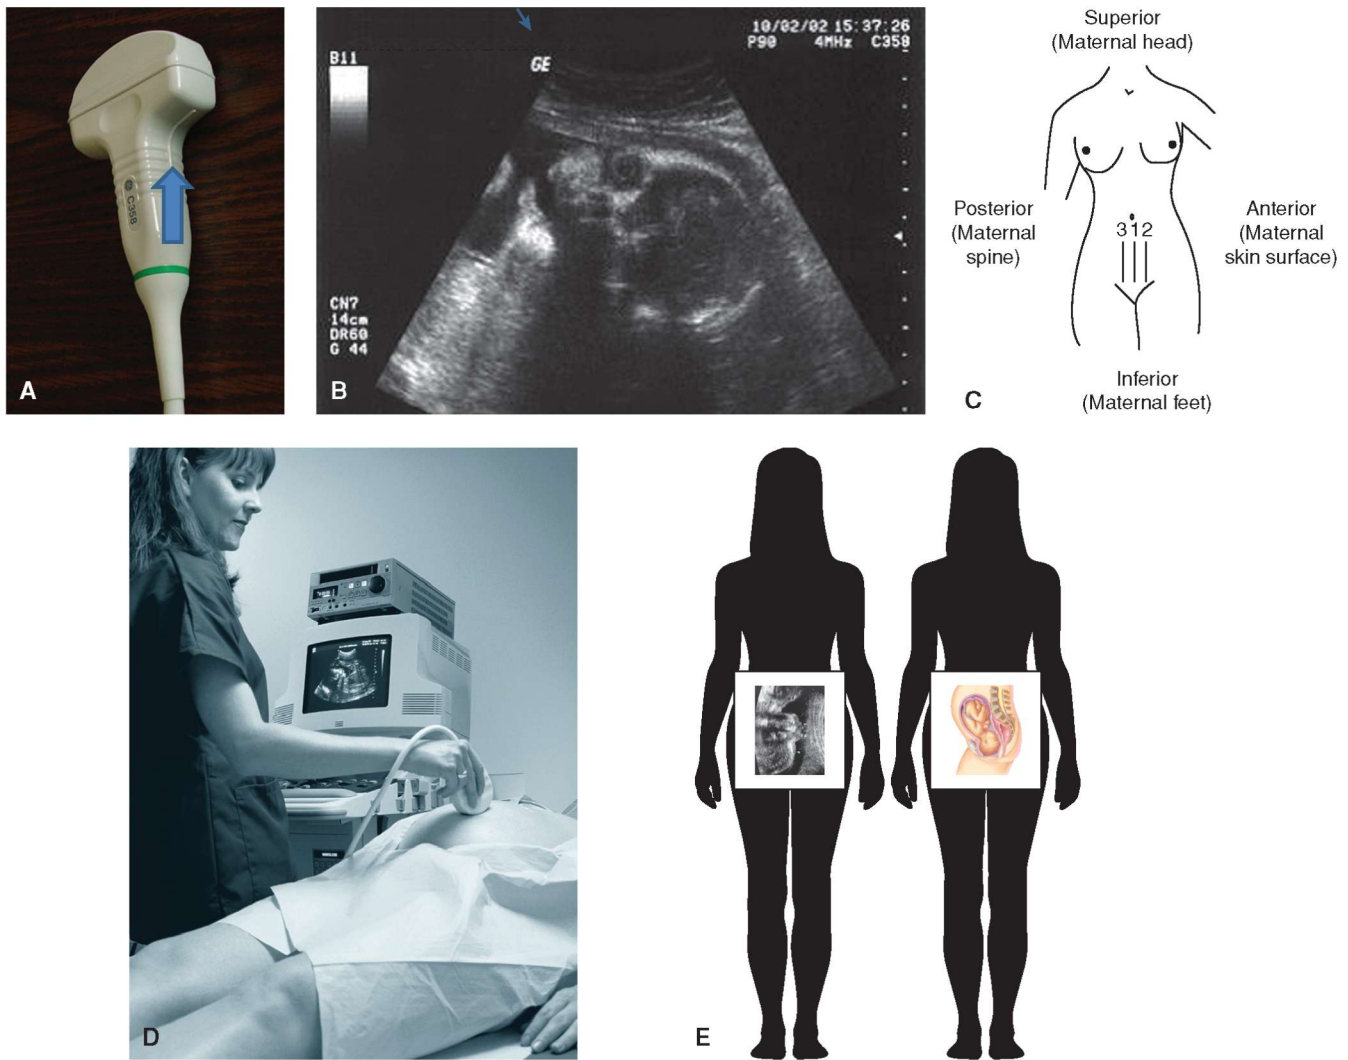 C358
A
B11
GE
10/02/02 15:37:26
P90 4MHz C358
CN7
14cm
DR60
G 44
B
Superior
(Maternal head)
Posterior
(Maternal
spine)
312
Anterior
(Maternal
skin surface)
Inferior
(Maternal feet)
C
D
E